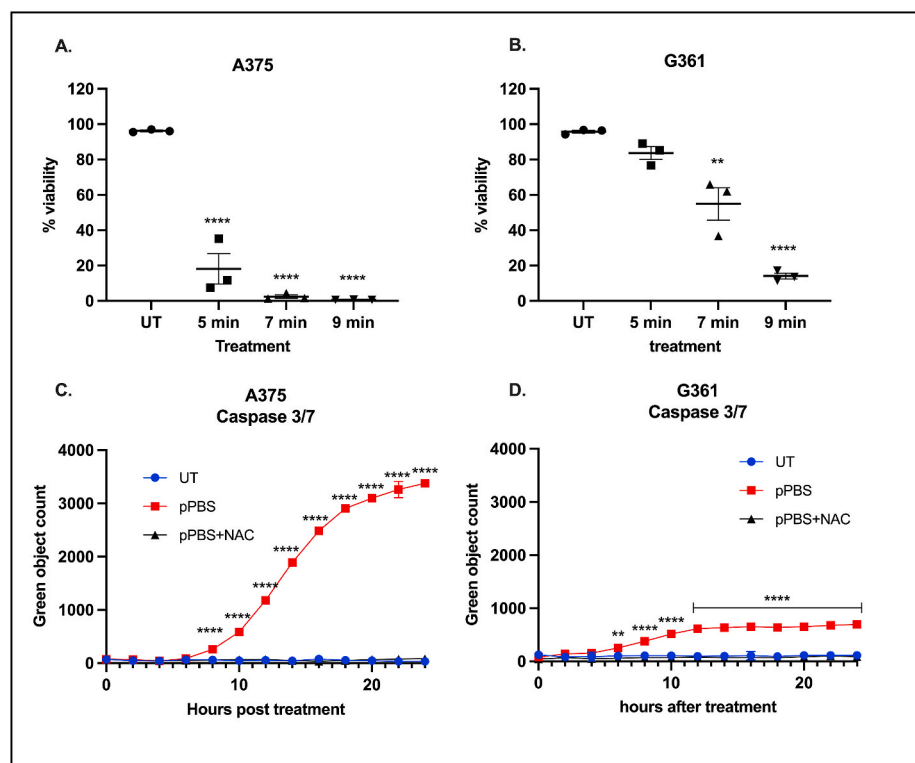 A.
A375
120
100
80
60
40
20
0
% viability
****
****
****
UT
5 min
7 min
9 min
Treatment
B.
G361
120
100
80
60
40
20
0
% viability
**
****
UT
5 min
7 min
9 min
treatment
C.
A375
Caspase 3/7
4000
3000
2000
1000
0
Green object count
UT
pPBS
pPBS+NAC
****
****
****
****
****
****
****
****
****
0
10
20
Hours post treatment
D.
G361
Caspase 3/7
4000
3000
2000
1000
0
Green object count
UT
pPBS
pPBS+NAC
**
****
****
****
0
10
20
hours after treatment